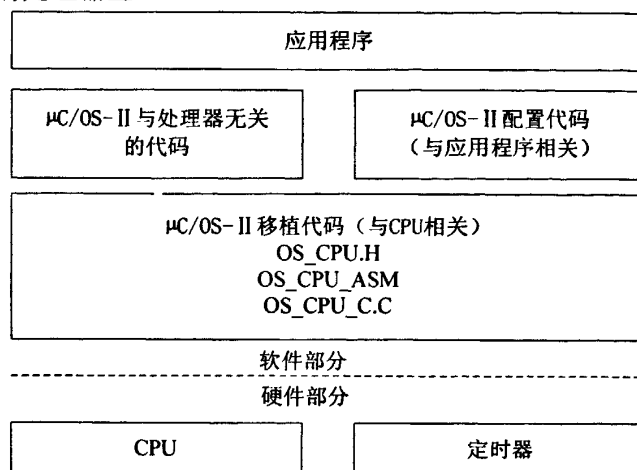 应用程序
μC/OS-II与处理器无关
的代码
μC/OS-II配置代码
（与应用程序相关）
μC/OS-II移植代码（与CPU相关）
OS_CPU.H
OS_CPU_ASM
OS_CPU_C.C
软件部分
硬件部分
CPU
定时器